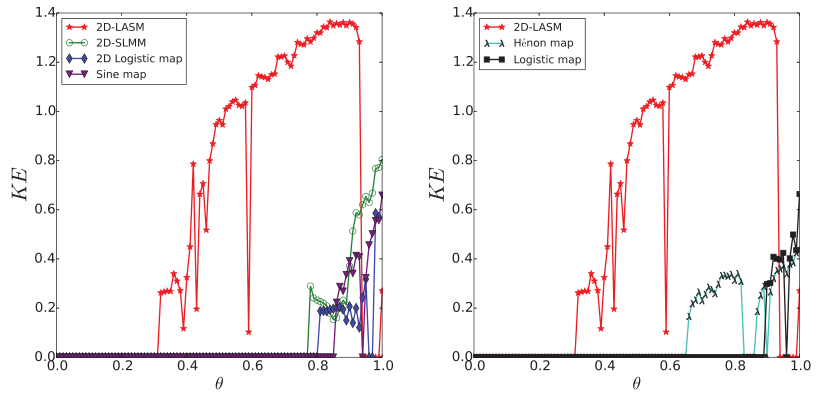 1.4
1.2
1.0
0.8
0.6
0.4
0.2
0.0
KE
2D-LASM
2D-SLMM
2D Logistic map
Sine map
0.0 0.2 0.4 0.6 0.8 1.0
θ
1.4
1.2
1.0
0.8
0.6
0.4
0.2
0.0
KE
2D-LASM
Hénon map
Logistic map
0.0 0.2 0.4 0.6 0.8 1.0
θ